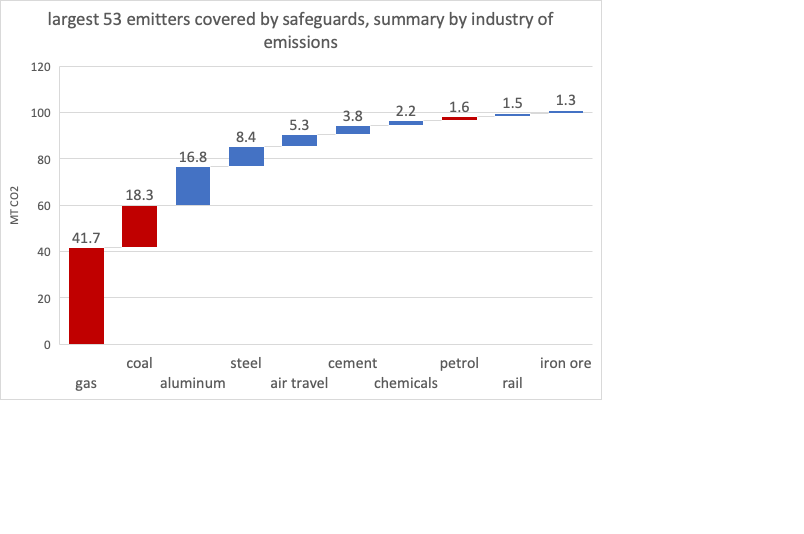 largest 53 emitters covered by safeguards, summary by industry of
emissions
MT CO2
120
100
80
60
40
20
0
41.7
18.3
16.8
8.4
5.3
3.8
2.2
1.6
1.5
1.3
gas
coal
aluminum
steel
air travel
cement
chemicals
petrol
rail
iron ore